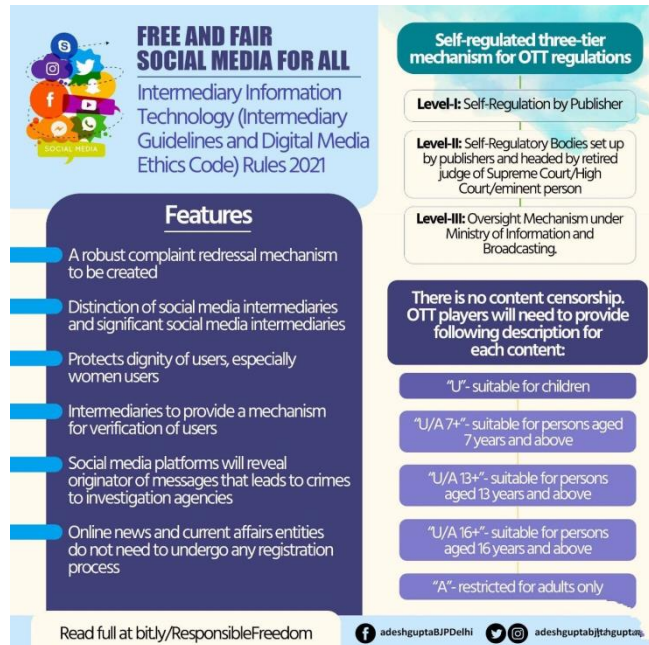 FREE AND FAIR
SOCIAL MEDIA FOR ALL
Intermediary Information
Technology (Intermediary
Guidelines and Digital Media
Ethics Code) Rules 2021
SOCIAL MEDIA
Features
A robust complaint redressal mechanism
to be created
Distinction of social media intermediaries
and significant social media intermediaries
Protects dignity of users, especially
women users
Intermediaries to provide a mechanism
for verification of users
Social media platforms will reveal
originator of messages that leads to crimes
to investigation agencies
Online news and current affairs entities
do not need to undergo any registration
process
Self-regulated three-tier
mechanism for OTT regulations
Level-I: Self-Regulation by Publisher
Level-II: Self-Regulatory Bodies set up
by publishers and headed by retired
judge of Supreme Court/High
Court/eminent person
Level-III: Oversight Mechanism under
Ministry of Information and
Broadcasting.
There is no content censorship.
OTT players will need to provide
following description for
each content:
"U"- suitable for children
"U/A 7+"- suitable for persons aged
7 years and above
"U/A 13+"- suitable for persons
aged 13 years and above
"U/A 16+"- suitable for persons
aged 16 years and above
"A"- restricted for adults only
Read full at bit.ly/ResponsibleFreedom
adeshguptaBJPDelhi